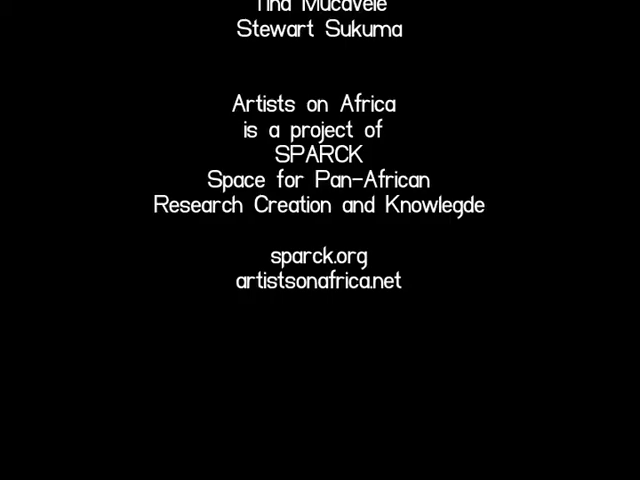 Tina Mucavele
Stewart Sukuma
Artists on Africa
is a project of
SPARCK
Space for Pan-African
Research Creation and Knowlegde
sparck.org
artistsonafrica.net